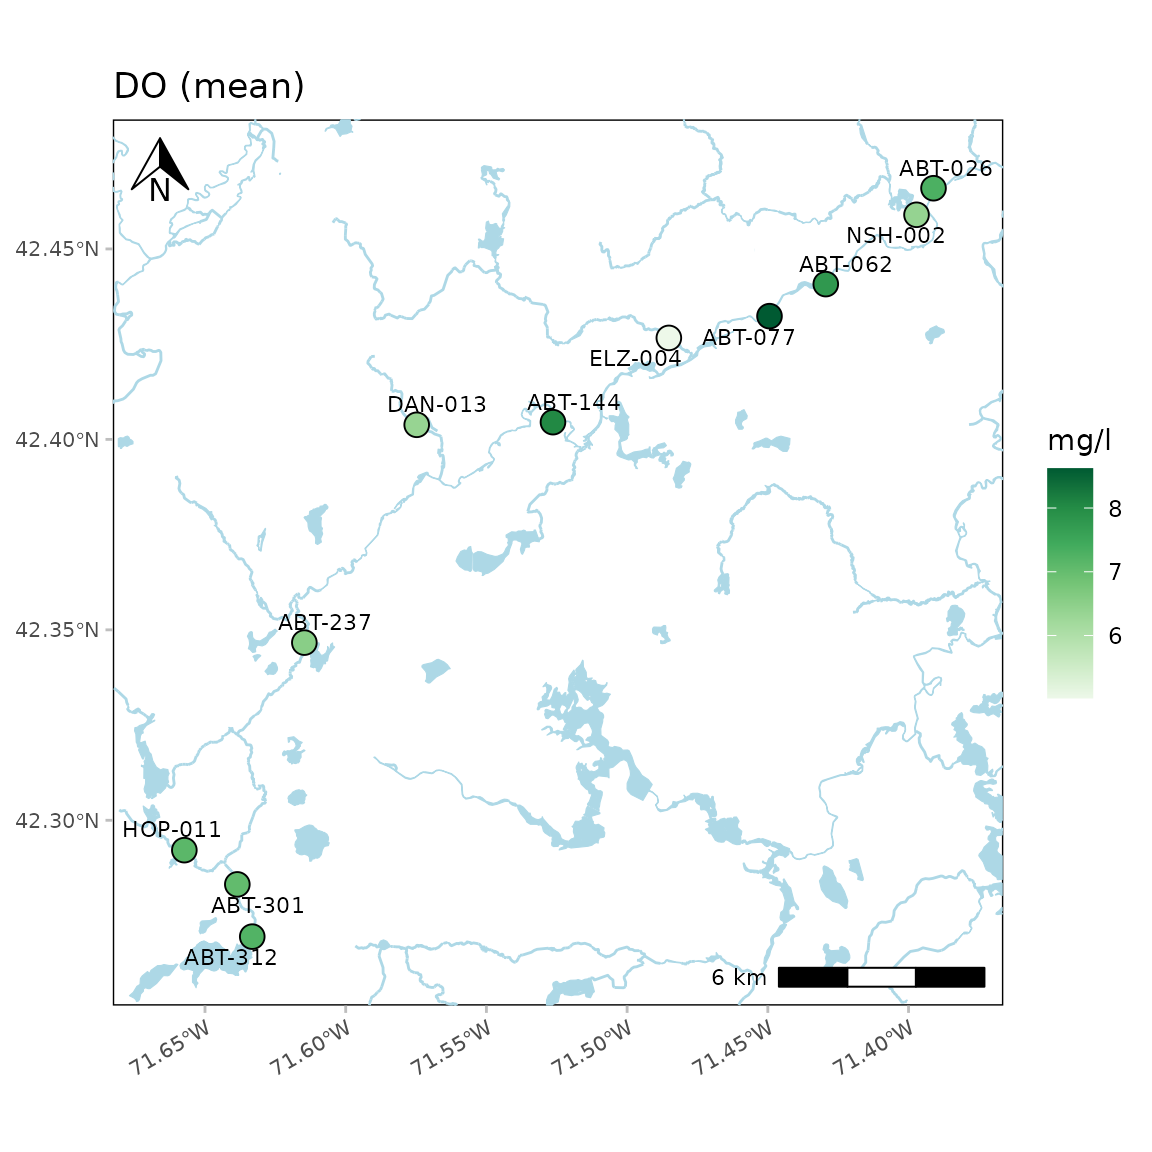 DO (mean)
N
ABT-026
NSH-002
ABT-062
ABT-077
ELZ-004
DAN-013
ABT-144
ABT-237
HOP-011
ABT-301
ABT-312
6 km
42.45°N
42.40°N
42.35°N
42.30°N
71.65°W
71.60°W
71.55°W
71.50°W
71.45°W
71.40°W
mg/l
8
7
6